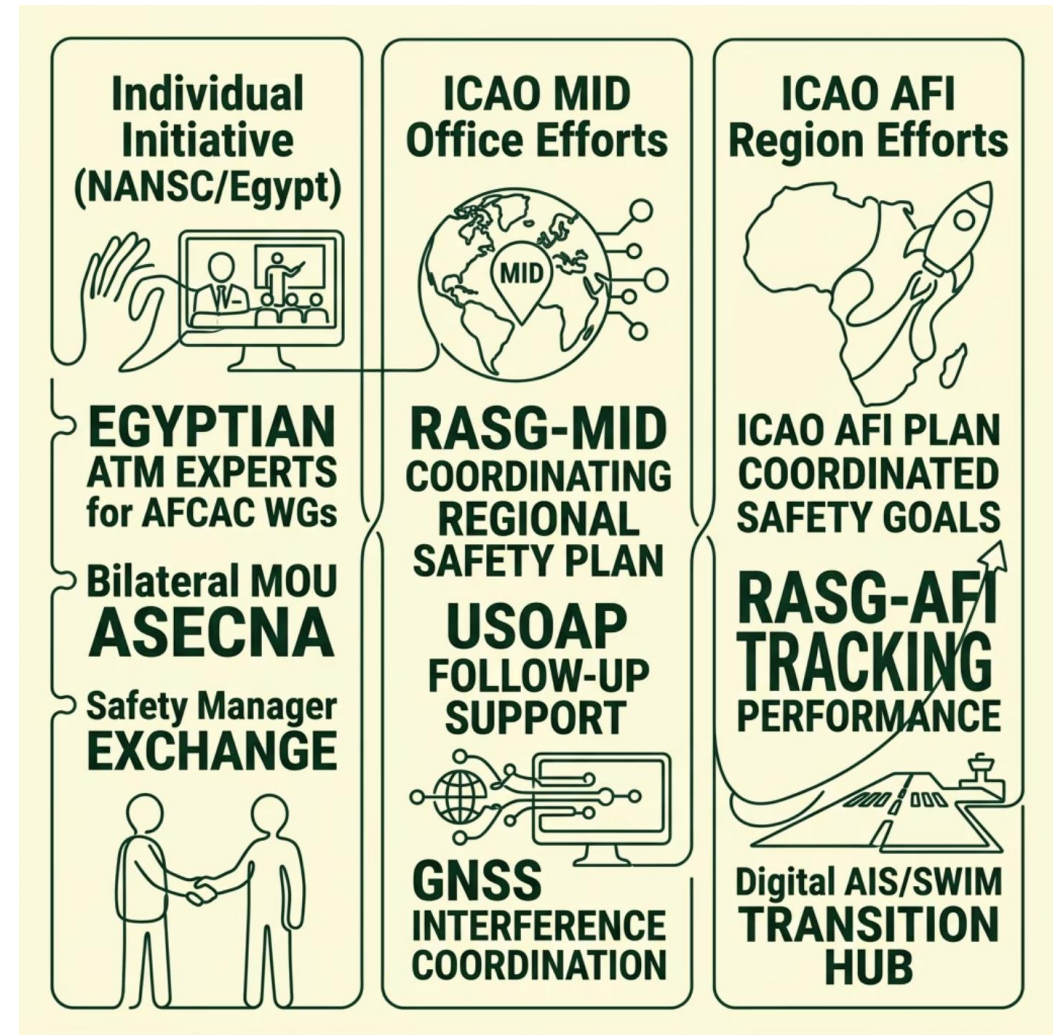 Individual
Initiative
(NANSC/Egypt)
EGYPTIAN
ATM EXPERTS
for AFCAC WGs
Bilateral MOU
ASECNA
Safety Manager
EXCHANGE
ICAO MID
Office Efforts
MID
RASG-MID
COORDINATING
REGIONAL
SAFETY PLAN
USOAP
FOLLOW-UP
SUPPORT
GNSS
INTERFERENCE
COORDINATION
ICAO AFI
Region Efforts
ICAO AFI PLAN
COORDINATED
SAFETY GOALS
RASG-AFI
TRACKING
PERFORMANCE
Digital AIS/SWIM
TRANSITION
HUB